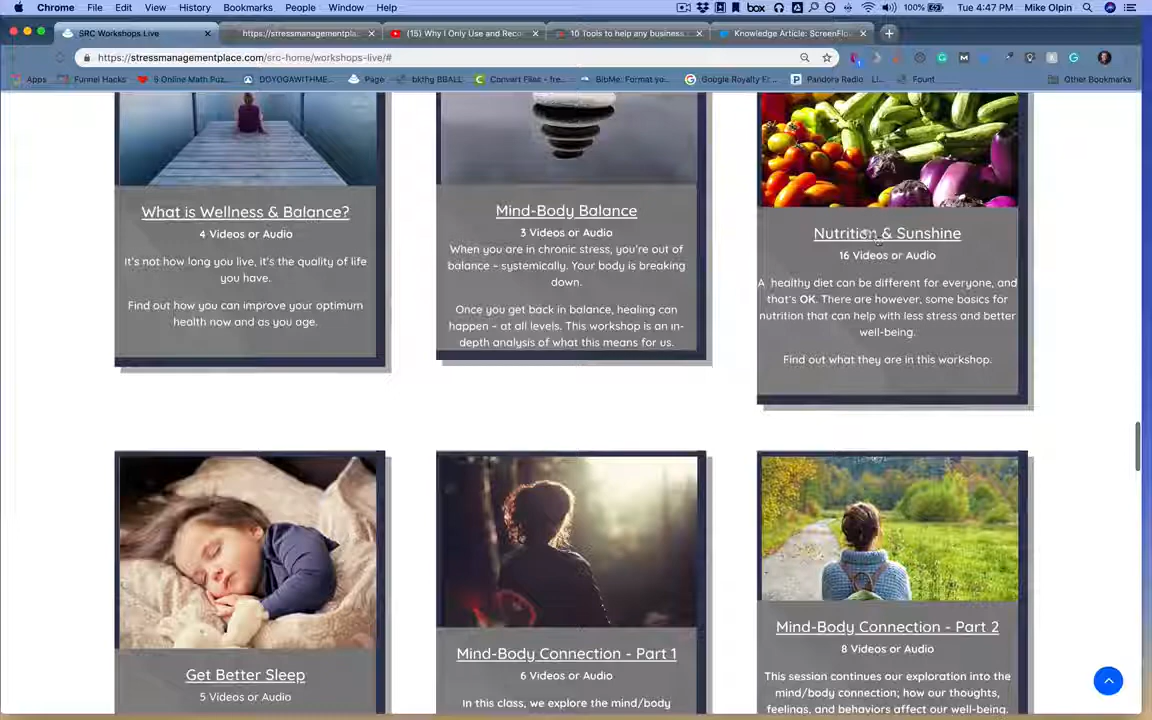 Chrome File Edit View History Bookmarks People Window Help box 100% Tue 4:47 PM Mike Olpin
SRC Workshops Live https://stressmanagementpla (15) Why I Only Use and Rec 10 Tools to help any business Knowledge Article: ScreenFlo
https://stressmanagementplace.com/src-home/workshops-live/#
Apps Funnel Hacks 9 Online Math Puz... DOYOGAWITHME... Page bkthg BBALL Convert Files - fre... BibMe: Format yo... Google Royalty Fre... Pandora Radio Li... Fount Other Bookmarks
What is Wellness & Balance?
4 Videos or Audio
It's not how long you live, it's the quality of life
you have.
Find out how you can improve your optimum
health now and as you age.
Mind-Body Balance
3 Videos or Audio
When you are in chronic stress, you're out of
balance – systemically. Your body is breaking
down.
Once you get back in balance, healing can
happen – at all levels. This workshop is an in-
depth analysis of what this means for us.
Nutrition & Sunshine
16 Videos or Audio
A healthy diet can be different for everyone, and
that's OK. There are however, some basics for
nutrition that can help with less stress and better
well-being.
Find out what they are in this workshop.
Get Better Sleep
5 Videos or Audio
Mind-Body Connection - Part 1
6 Videos or Audio
In this class, we explore the mind/body
Mind-Body Connection - Part 2
8 Videos or Audio
This session continues our exploration into the
mind/body connection; how our thoughts,
feelings, and behaviors affect our well-being.